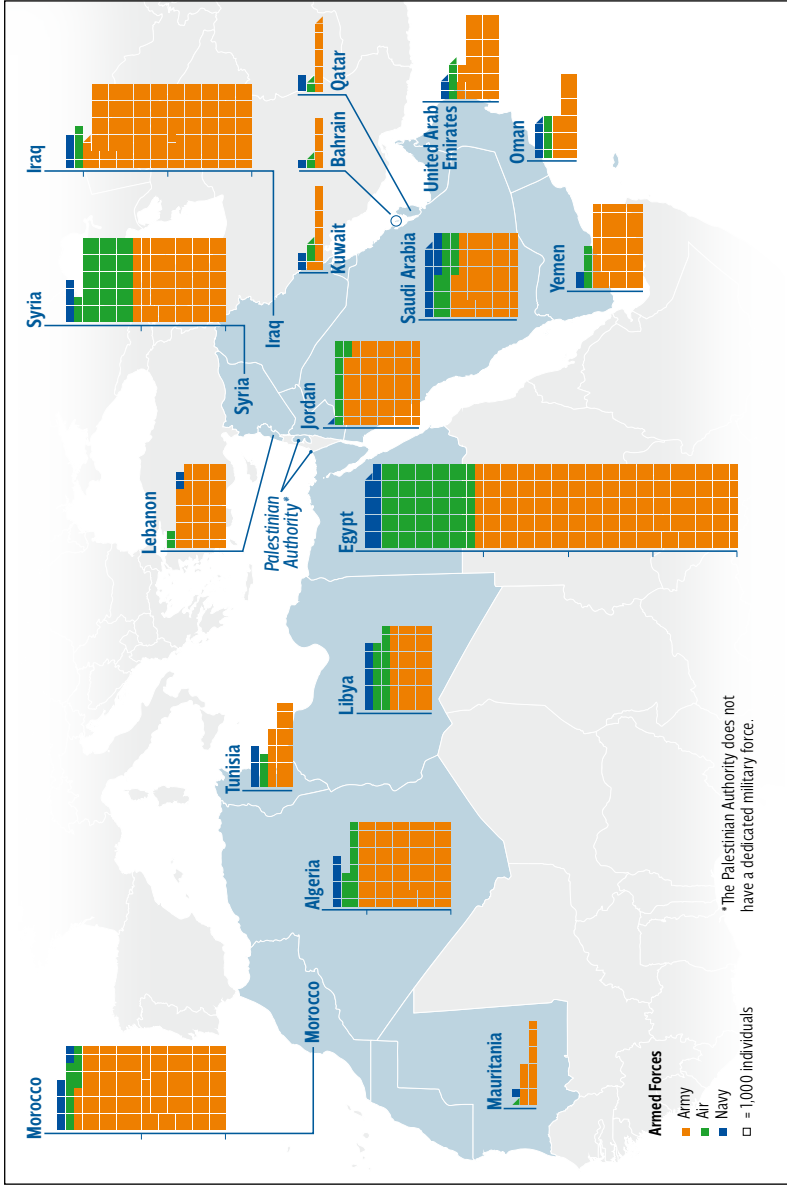 Morocco
Morocco
Mauritania
Algeria
Tunisia
Libya
Egypt
Lebanon
Palestinian
Authority*
Syria
Syria
Iraq
Iraq
Jordan
Kuwait
Bahrain
Qatar
Saudi Arabia
United Arab
Emirates
Oman
Yemen
Armed Forces
Army
Air
Navy
= 1,000 individuals
*The Palestinian Authority does not
have a dedicated military force.